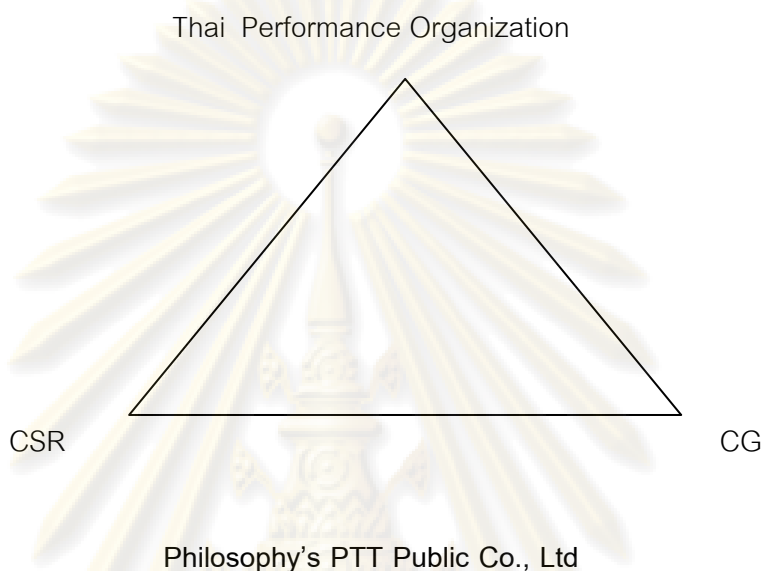 Thai Performance Organization
CSR
CG
Philosophy's PTT Public Co., Ltd